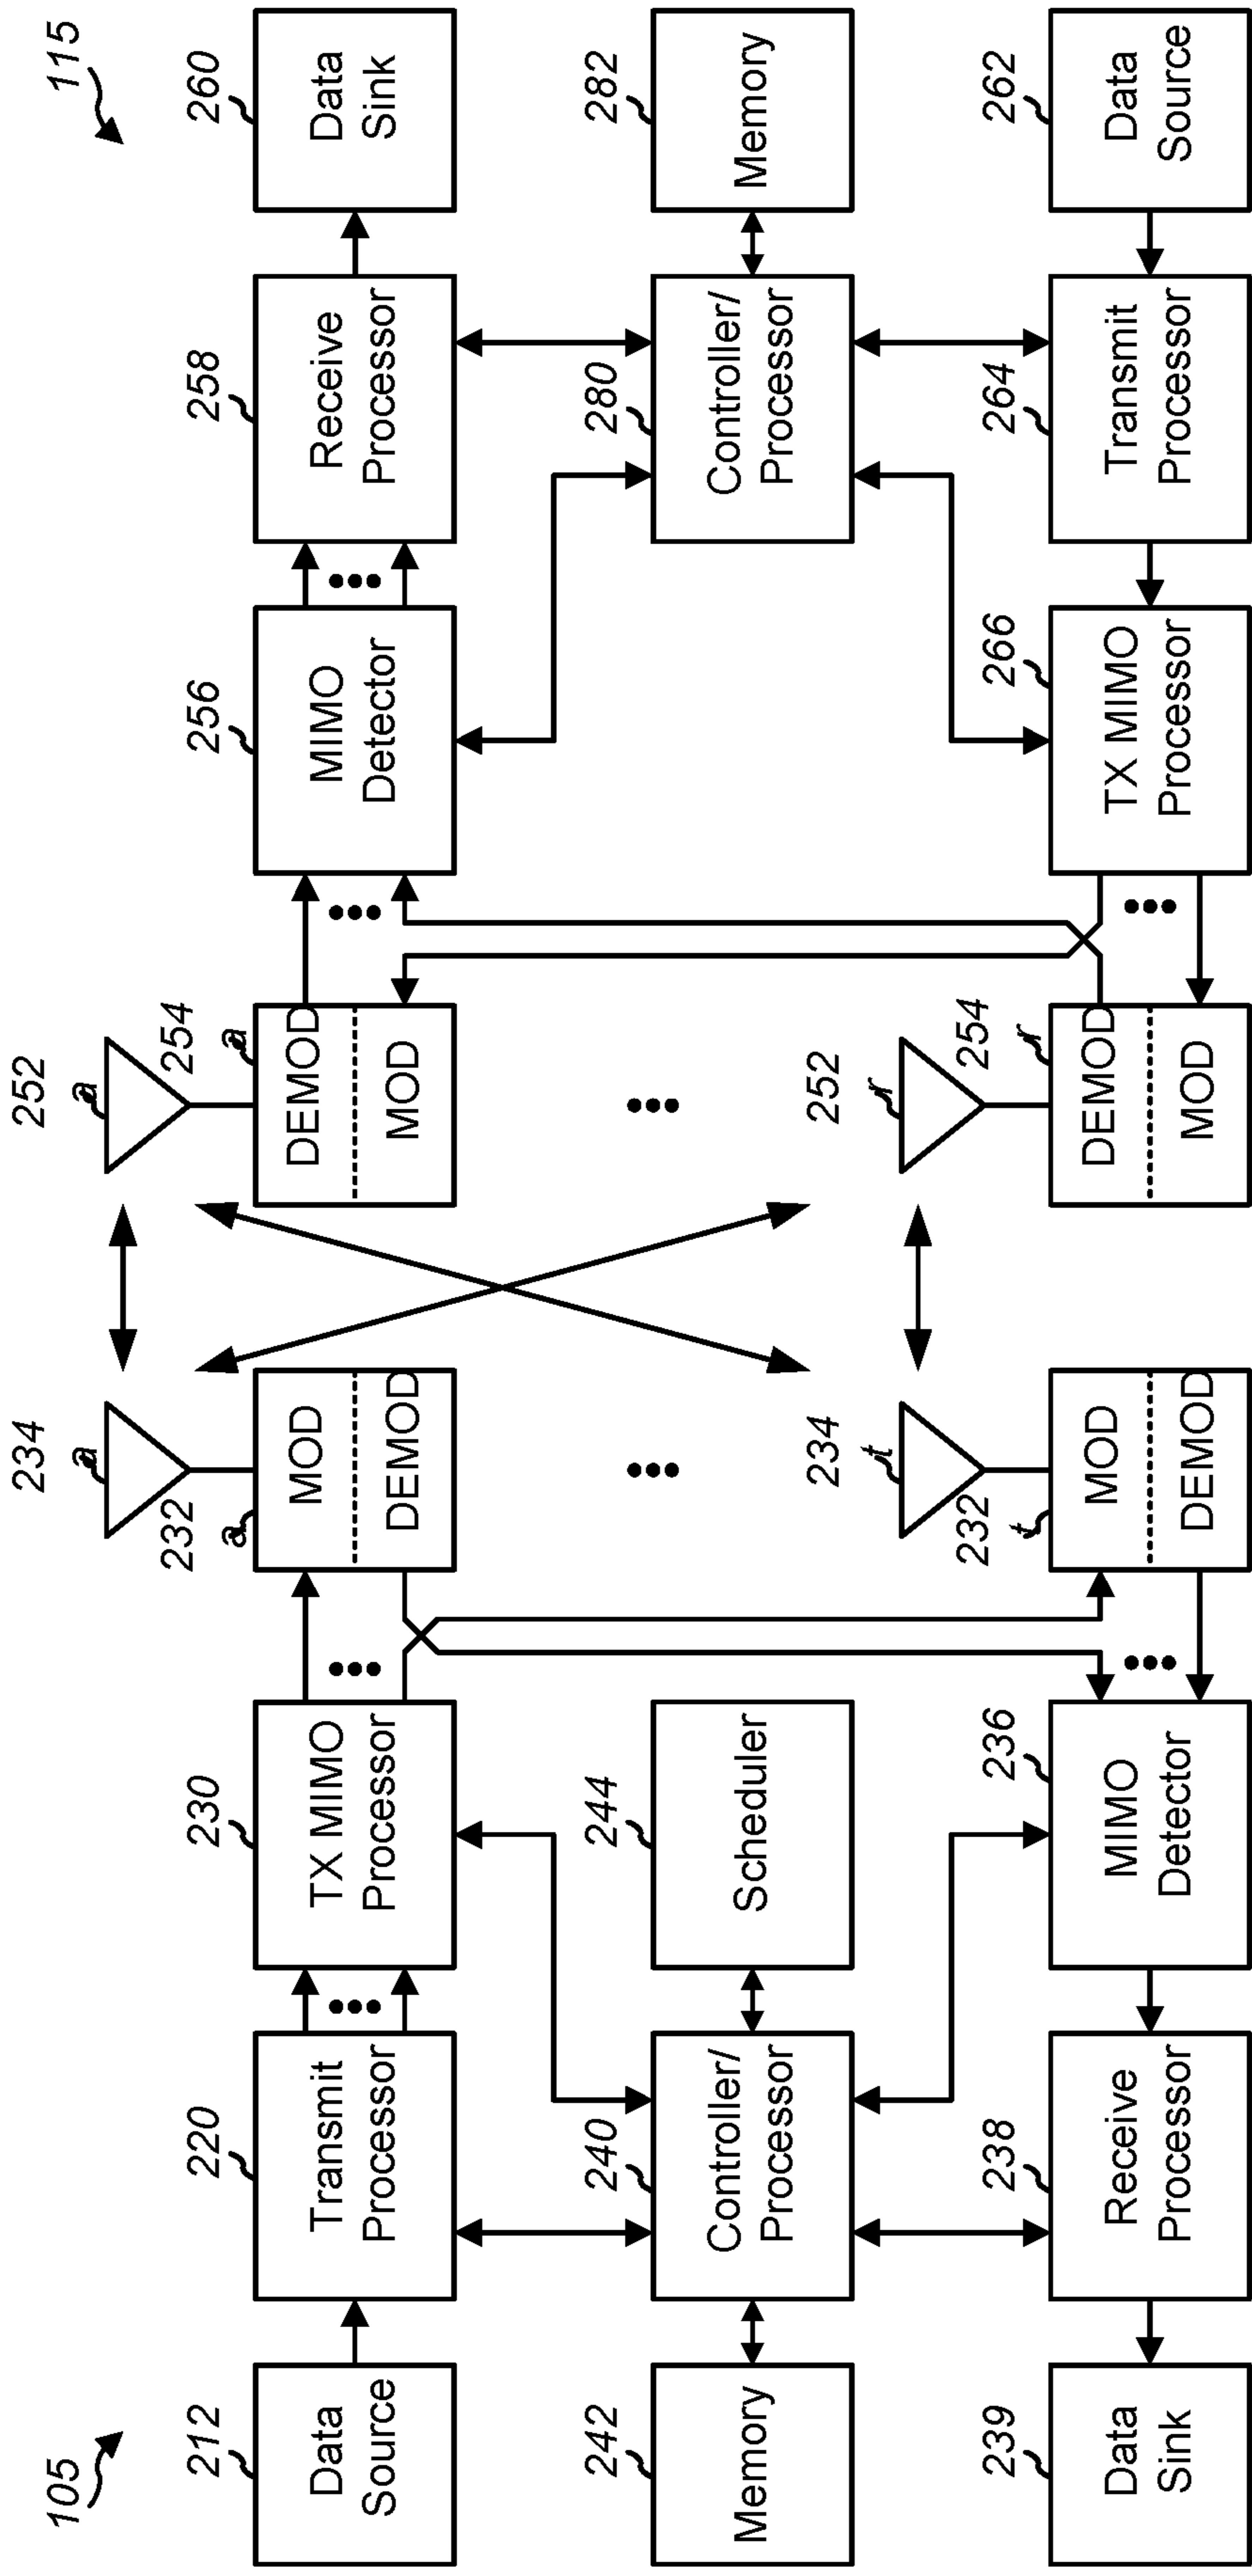 105
212
Data
Source
220
Transmit
Processor
230
TX MIMO
Processor
234
a
232
a
MOD
DEMOD
252
a
254
a
DEMOD
MOD
256
MIMO
Detector
258
Receive
Processor
260
Data
Sink
115
242
Memory
240
Controller/
Processor
244
Scheduler
280
Controller/
Processor
282
Memory
239
Data
Sink
238
Receive
Processor
236
MIMO
Detector
234
t
232
t
MOD
DEMOD
252
r
254
r
DEMOD
MOD
266
TX MIMO
Processor
264
Transmit
Processor
262
Data
Source